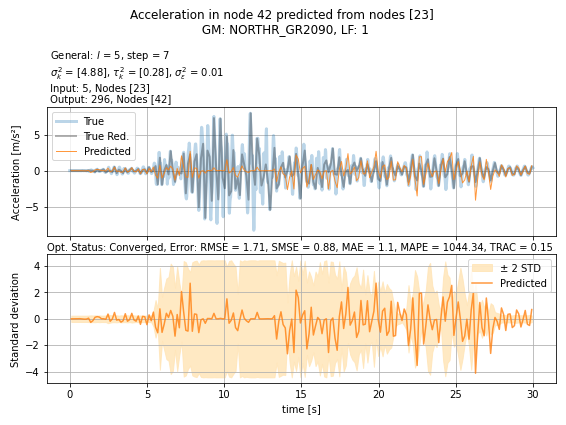 Acceleration in node 42 predicted from nodes [23]
GM: NORTHR_GR2090, LF: 1
General: l = 5, step = 7
σ²ₖ = [4.88], τ²ₖ = [0.28], σ²ε = 0.01
Input: 5, Nodes [23]
Output: 296, Nodes [42]
True
True Red.
Predicted
Acceleration [m/s²]
5
0
−5
Opt. Status: Converged, Error: RMSE = 1.71, SMSE = 0.88, MAE = 1.1, MAPE = 1044.34, TRAC = 0.15
± 2 STD
Predicted
Standard deviation
4
2
0
−2
−4
0 5 10 15 20 25 30
time [s]